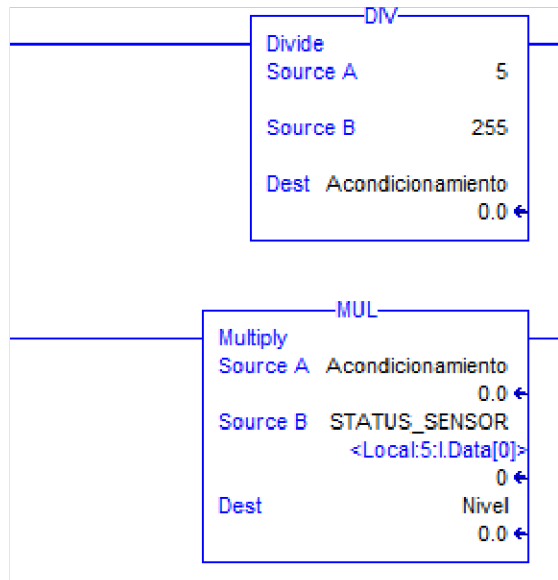 DIV
Divide
Source A 5
Source B 255
Dest Acondicionamiento
0.0
MUL
Multiply
Source A Acondicionamiento
0.0
Source B STATUS_SENSOR
<Local:5:I.Data[0]>
0
Dest Nivel
0.0